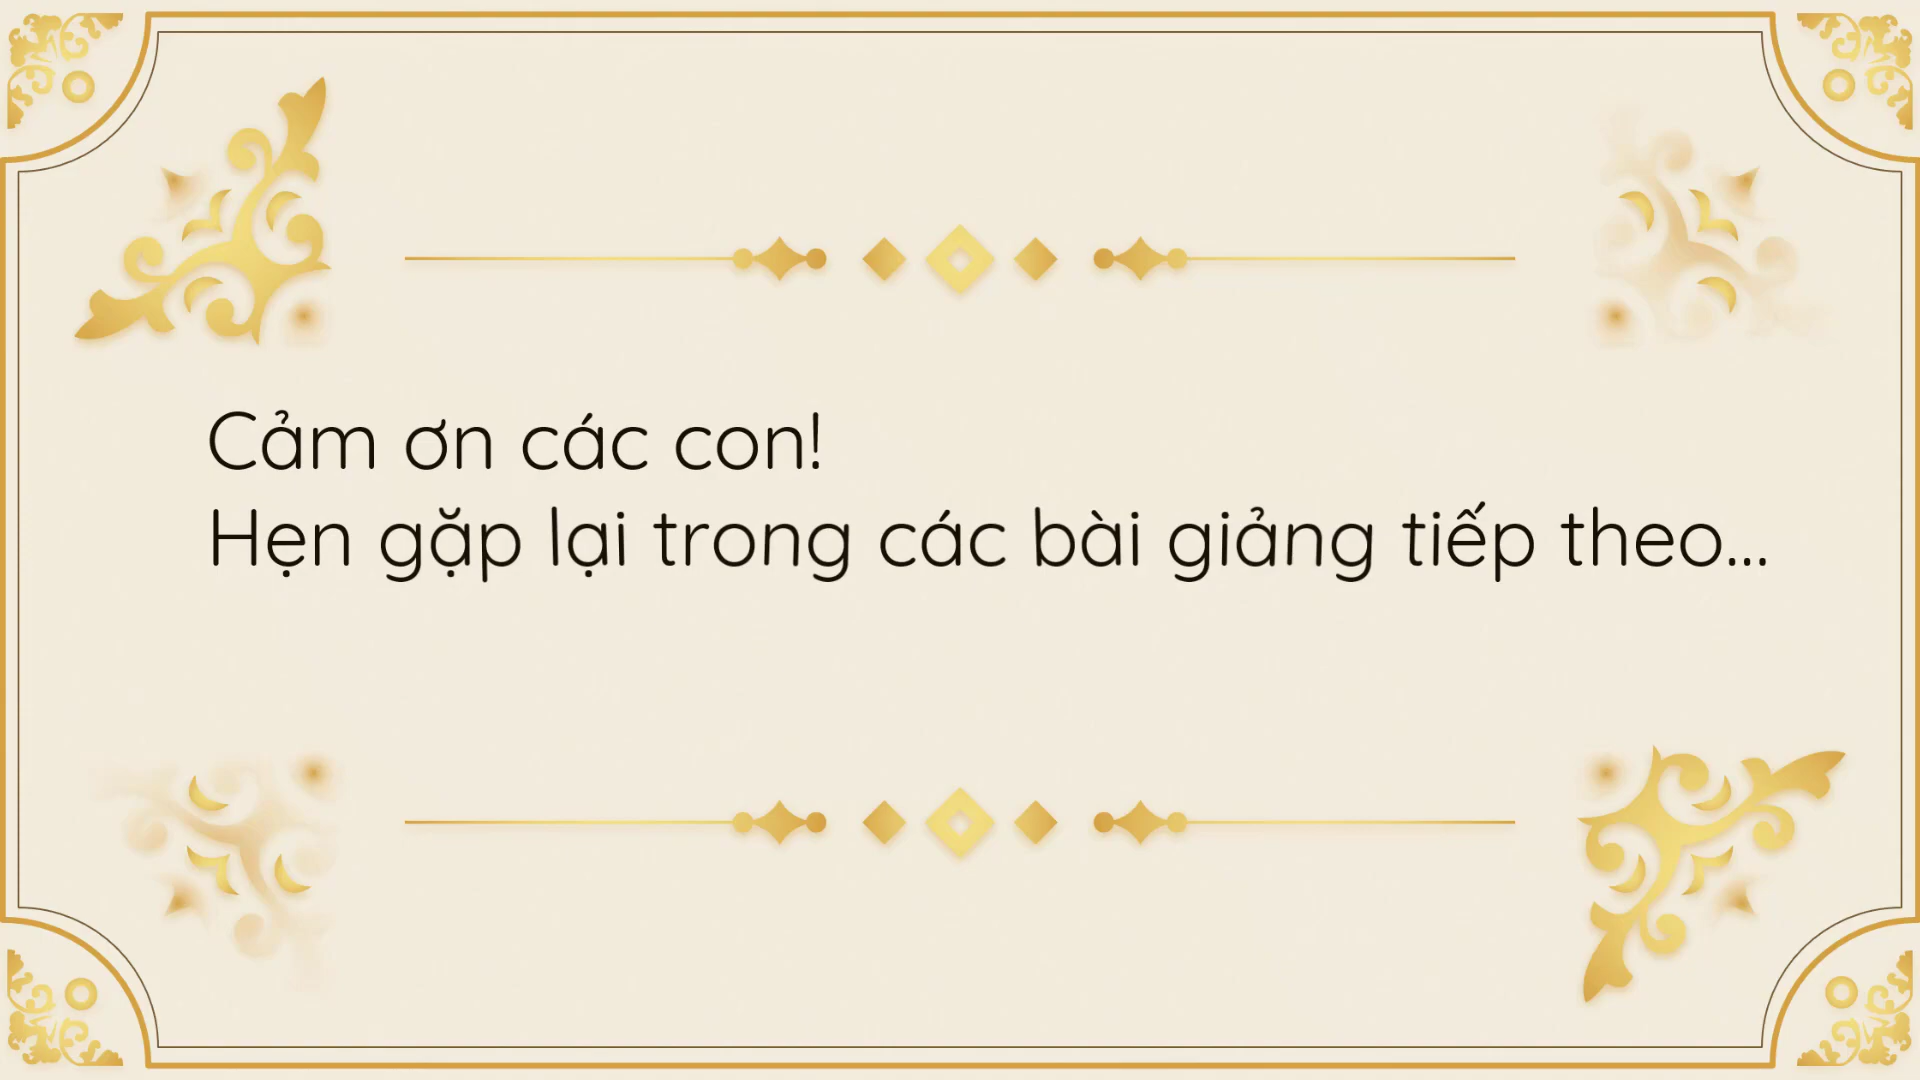 Cảm ơn các con!
Hẹn gặp lại trong các bài giảng tiếp theo...